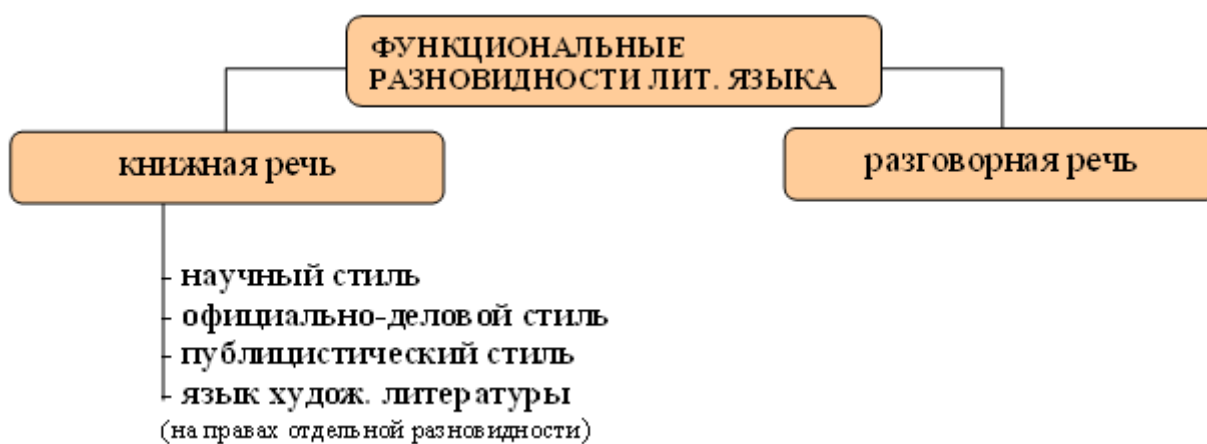 ФУНКЦИОНАЛЬНЫЕ
РАЗНОВИДНОСТИ ЛИТ. ЯЗЫКА
книжная речь
разговорная речь
- научный стиль
- официально-деловой стиль
- публицистический стиль
- язык худож. литературы
(на правах отдельной разновидности)